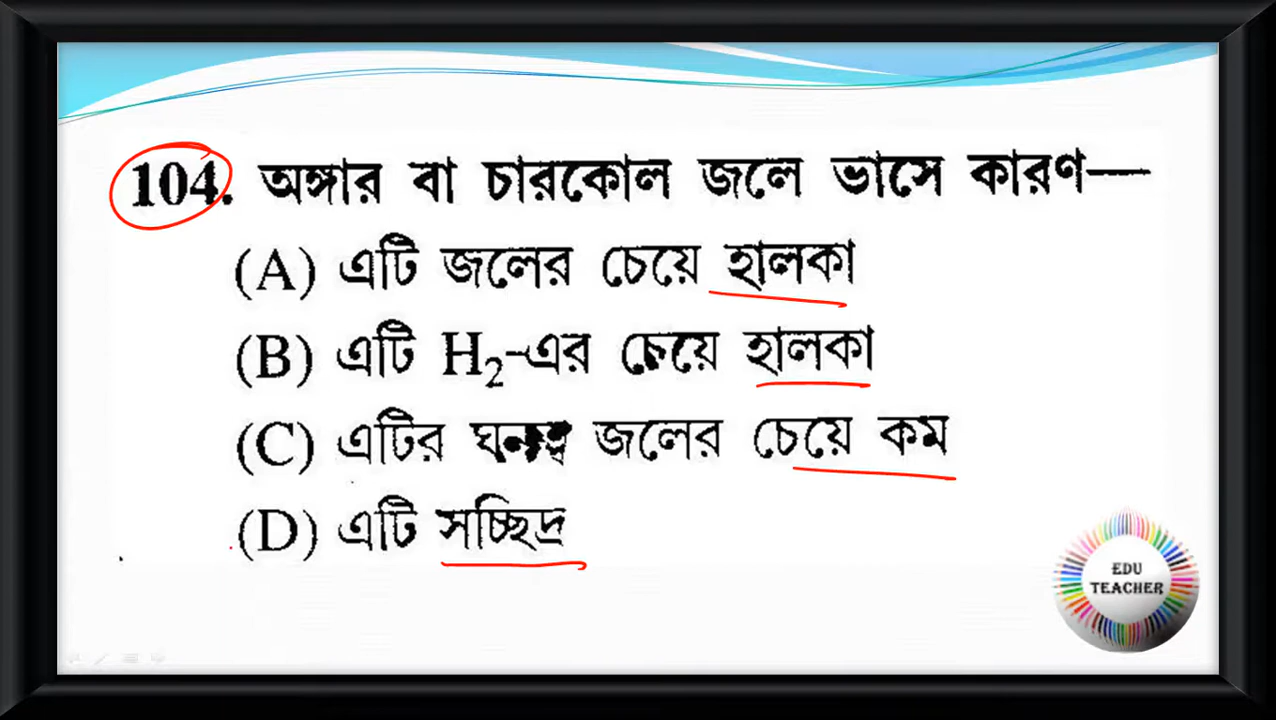 104. অঙ্গার বা চারকোল জলে ভাসে কারণ—
(A) এটি জলের চেয়ে হালকা
(B) এটি H₂-এর চেয়ে হালকা
(C) এটির ঘনত্ব জলের চেয়ে কম
(D) এটি সচ্ছিদ্র
EDU
TEACHER